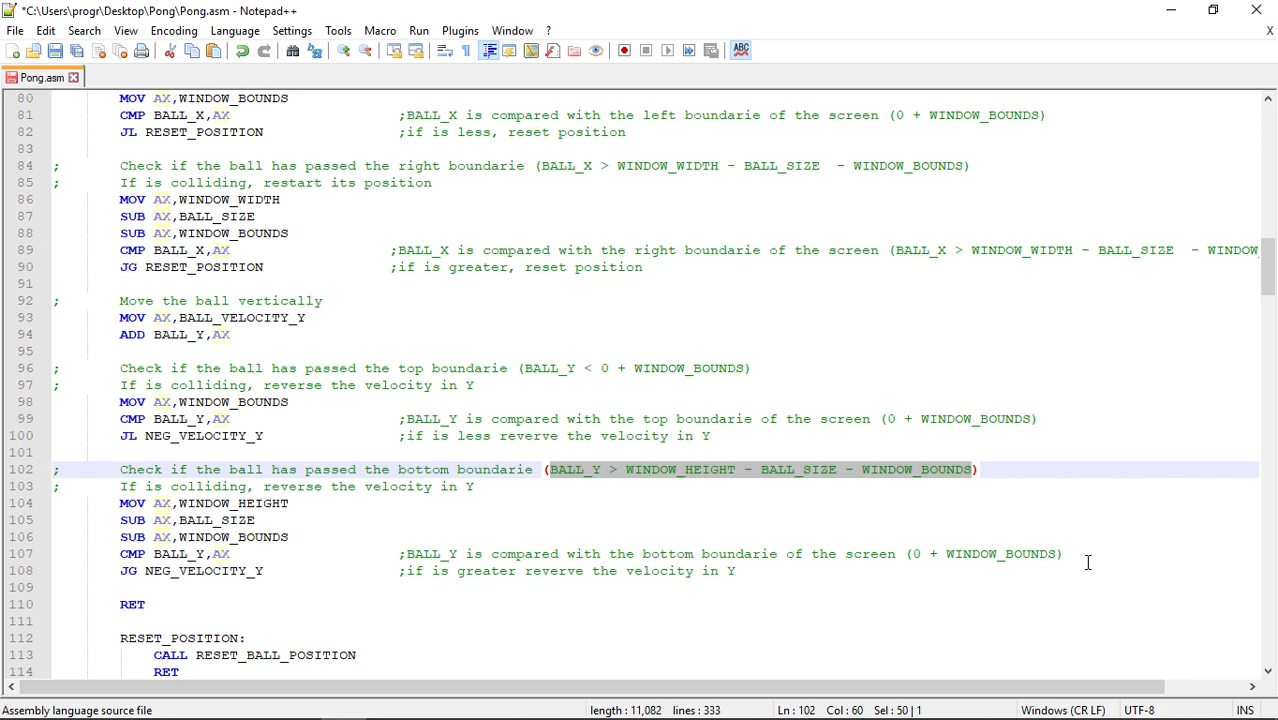 *C:\Users\progr\Desktop\Pong\Pong.asm - Notepad++
File Edit Search View Encoding Language Settings Tools Macro Run Plugins Window ? X
ABC
Pong.asm
80 MOV AX,WINDOW_BOUNDS
81 CMP BALL_X,AX ;BALL_X is compared with the left boundarie of the screen (0 + WINDOW_BOUNDS)
82 JL RESET_POSITION ;if is less, reset position
83
84 ; Check if the ball has passed the right boundarie (BALL_X > WINDOW_WIDTH - BALL_SIZE  - WINDOW_BOUNDS)
85 ; If is colliding, restart its position
86 MOV AX,WINDOW_WIDTH
87 SUB AX,BALL_SIZE
88 SUB AX,WINDOW_BOUNDS
89 CMP BALL_X,AX ;BALL_X is compared with the right boundarie of the screen (BALL_X > WINDOW_WIDTH - BALL_SIZE  - WINDOW_
90 JG RESET_POSITION ;if is greater, reset position
91
92 ; Move the ball vertically
93 MOV AX,BALL_VELOCITY_Y
94 ADD BALL_Y,AX
95
96 ; Check if the ball has passed the top boundarie (BALL_Y < 0 + WINDOW_BOUNDS)
97 ; If is colliding, reverse the velocity in Y
98 MOV AX,WINDOW_BOUNDS
99 CMP BALL_Y,AX ;BALL_Y is compared with the top boundarie of the screen (0 + WINDOW_BOUNDS)
100 JL NEG_VELOCITY_Y ;if is less reverve the velocity in Y
101
102 ; Check if the ball has passed the bottom boundarie (BALL_Y > WINDOW_HEIGHT - BALL_SIZE - WINDOW_BOUNDS)
103 ; If is colliding, reverse the velocity in Y
104 MOV AX,WINDOW_HEIGHT
105 SUB AX,BALL_SIZE
106 SUB AX,WINDOW_BOUNDS
107 CMP BALL_Y,AX ;BALL_Y is compared with the bottom boundarie of the screen (0 + WINDOW_BOUNDS)
108 JG NEG_VELOCITY_Y ;if is greater reverve the velocity in Y
109
110 RET
111
112 RESET_POSITION:
113 CALL RESET_BALL_POSITION
114 RET
Assembly language source file length : 11,082 lines : 333 Ln : 102 Col : 60 Sel : 50 | 1 Windows (CR LF) UTF-8 INS